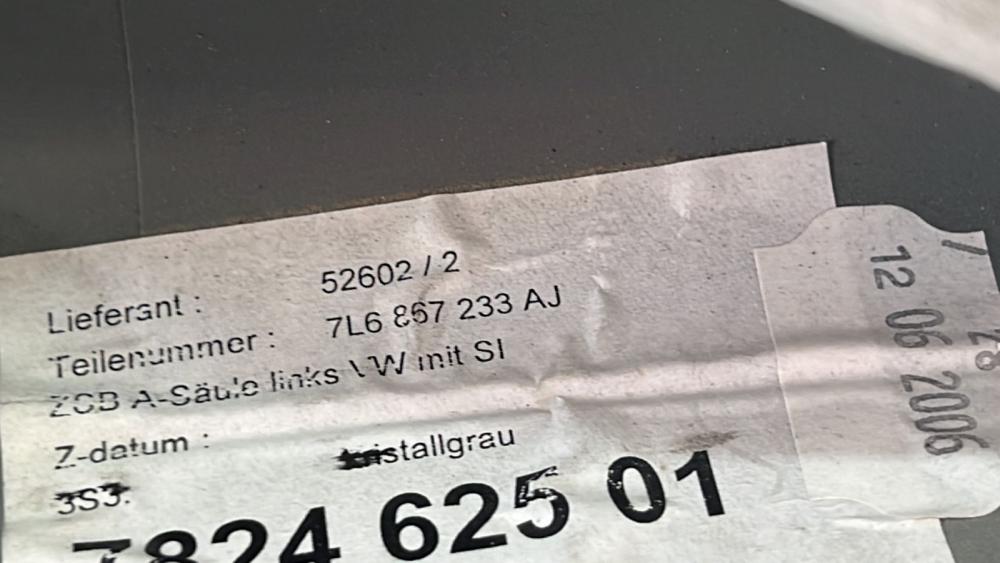 Lieferant : 52602 / 2
Teilenummer : 7L6 867 233 AJ
ZSB A-Säule links VW mit SI
Z-datum :
3S3. kristallgrau
7824 625 01
12 06 2006